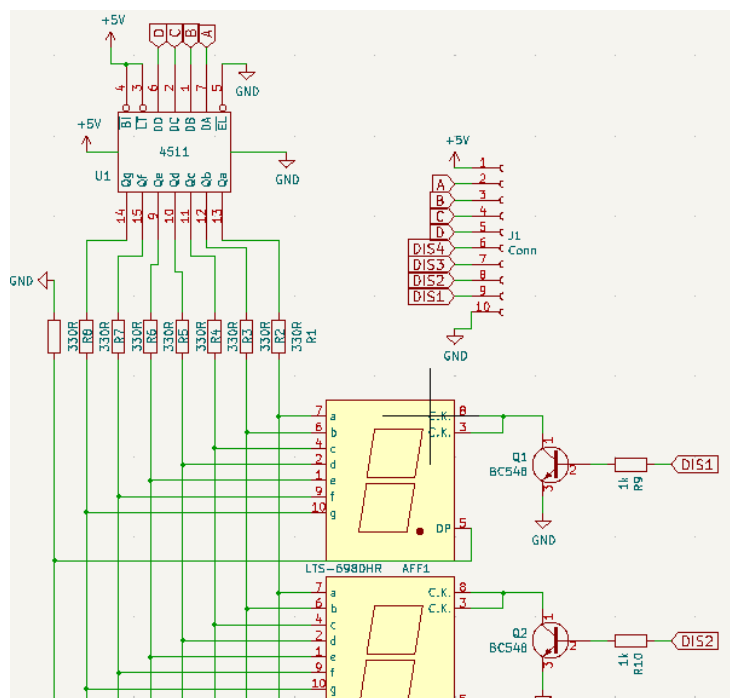 +5V
D C B A
4 3 6 2 1 7 5
GND
BI LT DD DC DB DA EL
+5V
4511
GND
U1
Qg Qf Qe Qd Qc Qb Qa
14 15 9 10 11 12 13
+5V
1
A 2
B 3
C 4
D 5
DIS4 6
DIS3 7
DIS2 8
DIS1 9
10
J1
Conn
GND
GND
330R R8 330R R7 330R R6 330R R5 330R R4 330R R3 330R R2 330R R1
7 a C.K. 8
6 b C.K. 3
4 c
2 d
1 e
9 f
10 g
DP 5
Q1
BC548
1
2
3
1k R9
DIS1
GND
LTS-6980HR AFF1
7 a C.K. 8
6 b C.K. 3
4 c
2 d
1 e
9 f
10 g
Q2
BC548
1
2
3
1k R10
DIS2